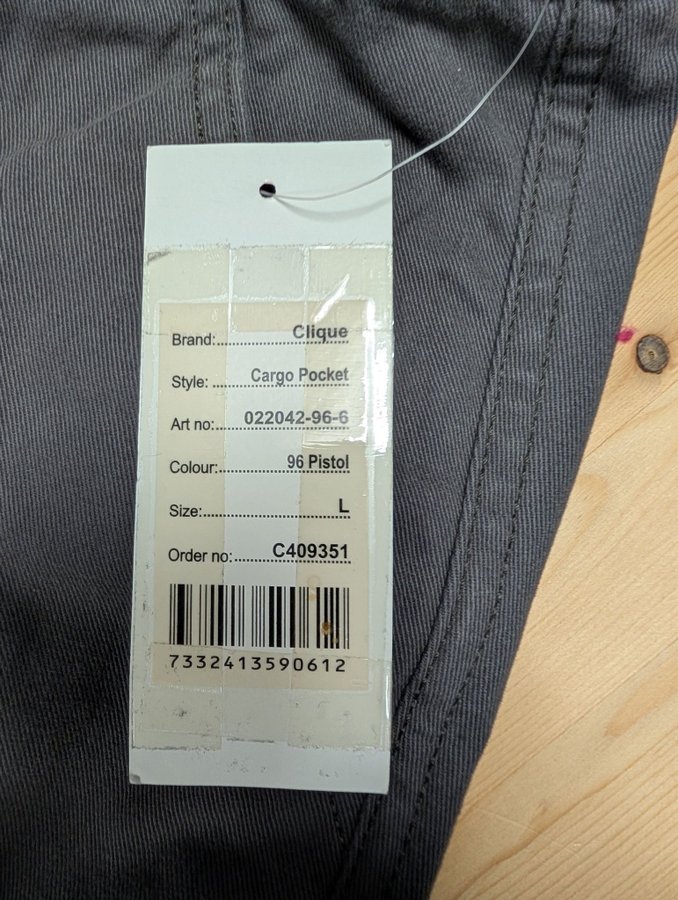 Brand: Clique
Style: Cargo Pocket
Art no: 022042-96-6
Colour: 96 Pistol
Size: L
Order no: C409351
7332413590612